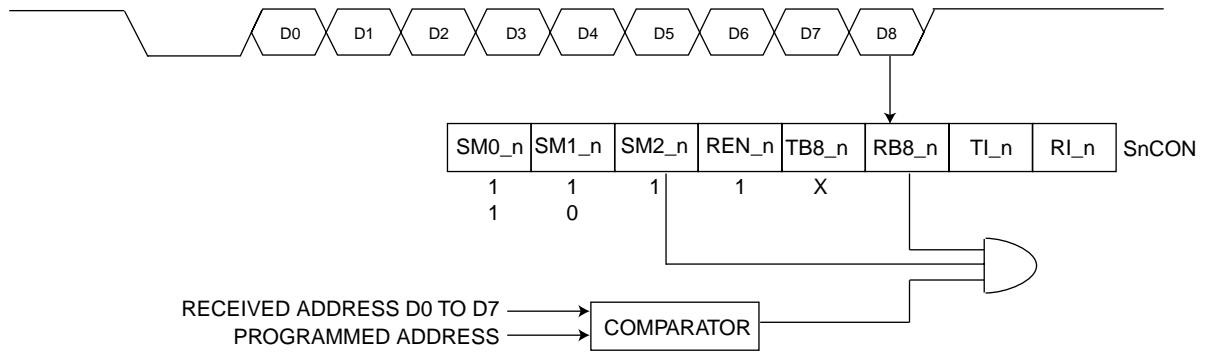 D0 D1 D2 D3 D4 D5 D6 D7 D8
SM0_n SM1_n SM2_n REN_n TB8_n RB8_n TI_n RI_n SnCON
1 1 1 1 X
1 0
RECEIVED ADDRESS D0 TO D7
PROGRAMMED ADDRESS
COMPARATOR